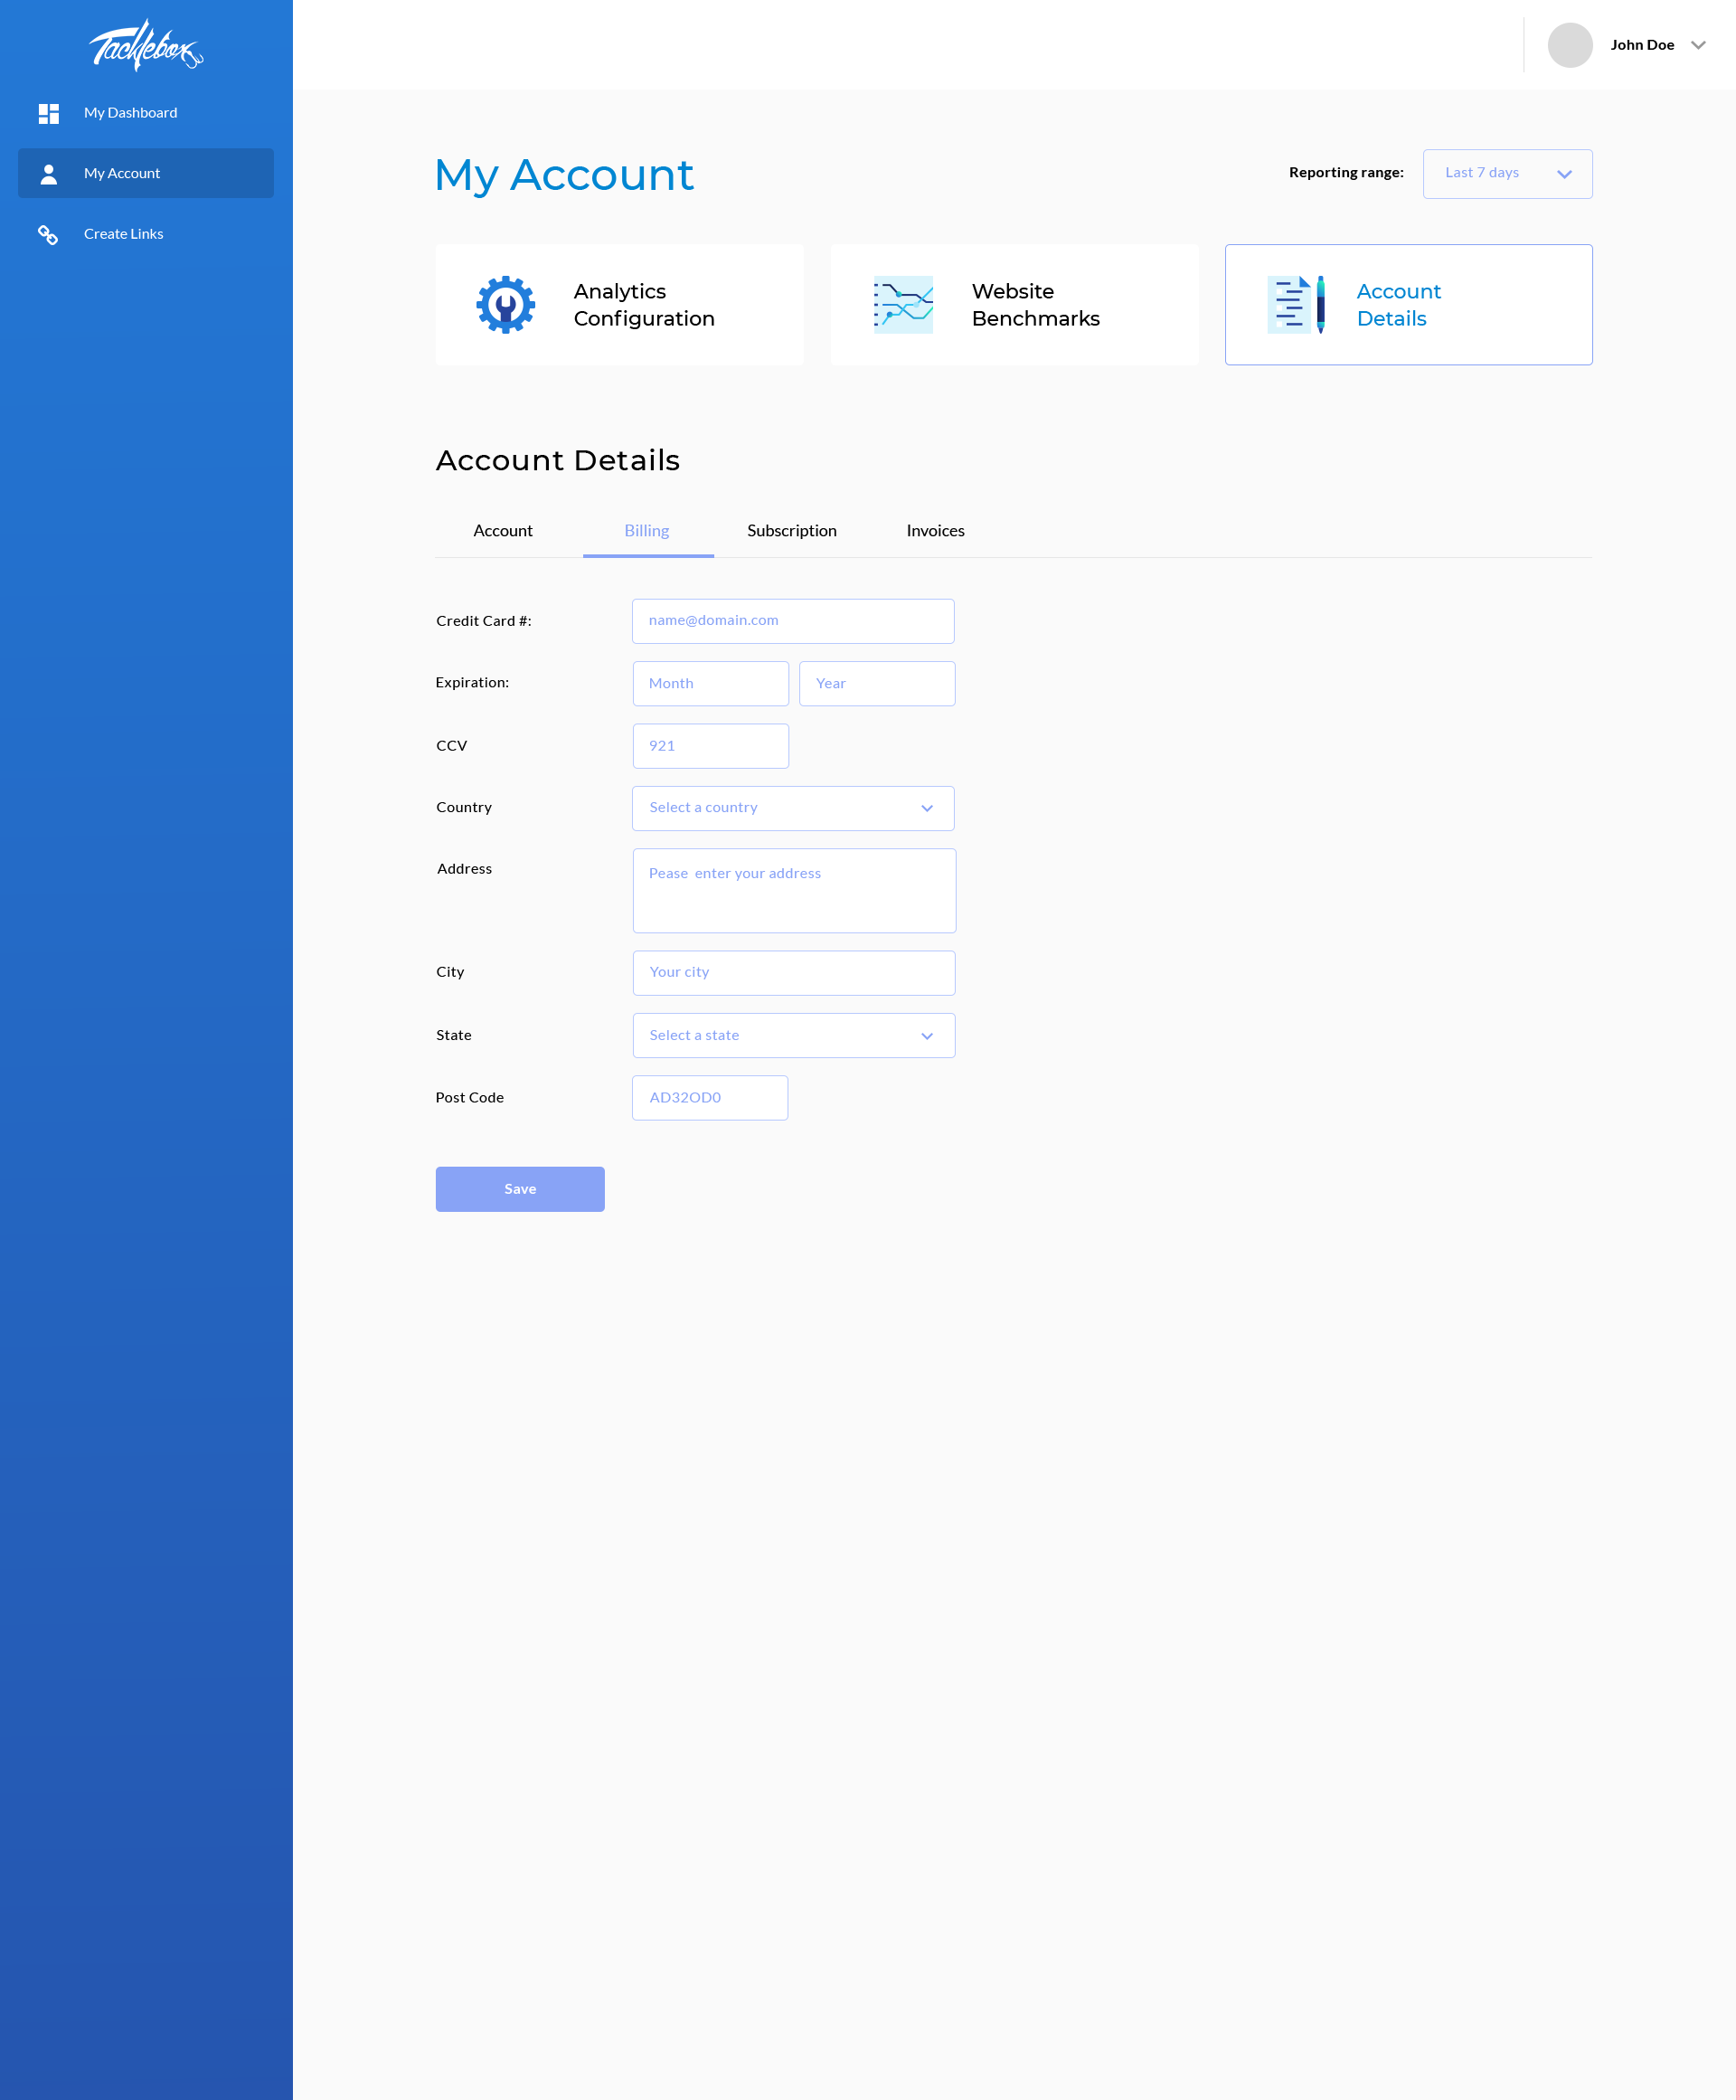 Tacklebox
John Doe
My Dashboard
My Account
Create Links
My Account
Reporting range:
Last 7 days
Analytics
Configuration
Website
Benchmarks
Account
Details
Account Details
Account
Billing
Subscription
Invoices
Credit Card #:
name@domain.com
Expiration:
Month
Year
CCV
921
Country
Select a country
Address
Pease  enter your address
City
Your city
State
Select a state
Post Code
AD32OD0
Save